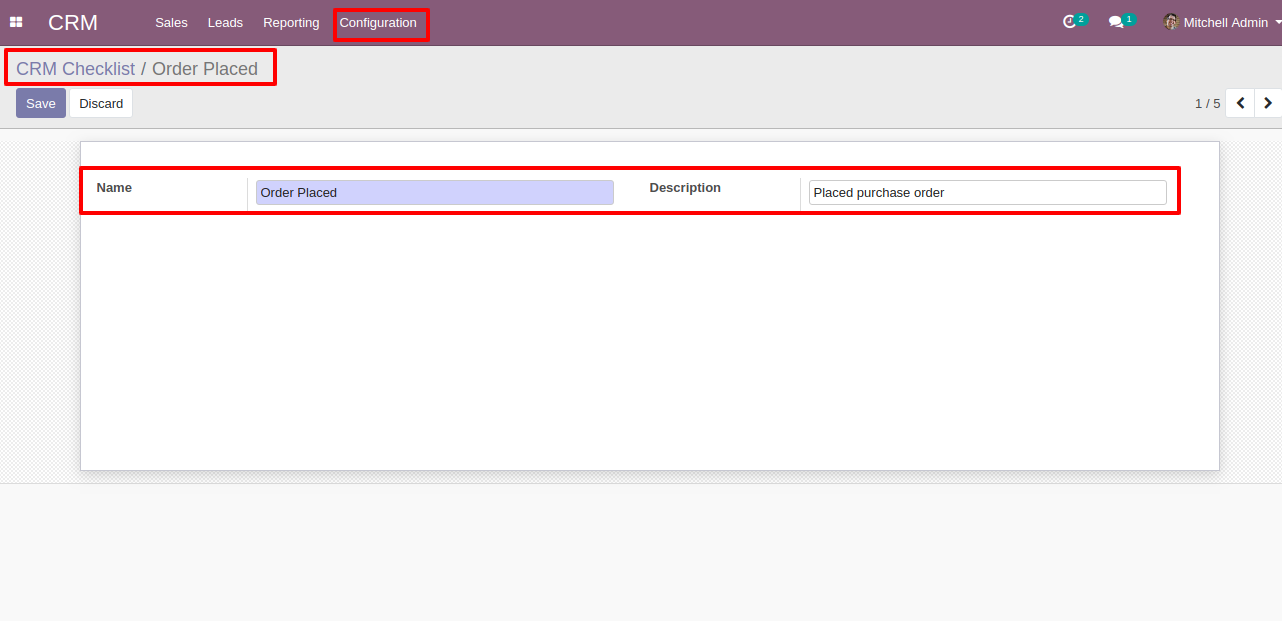 CRM Sales Leads Reporting Configuration 2 1 Mitchell Admin
CRM Checklist / Order Placed
Save Discard 1 / 5
Name Order Placed Description Placed purchase order